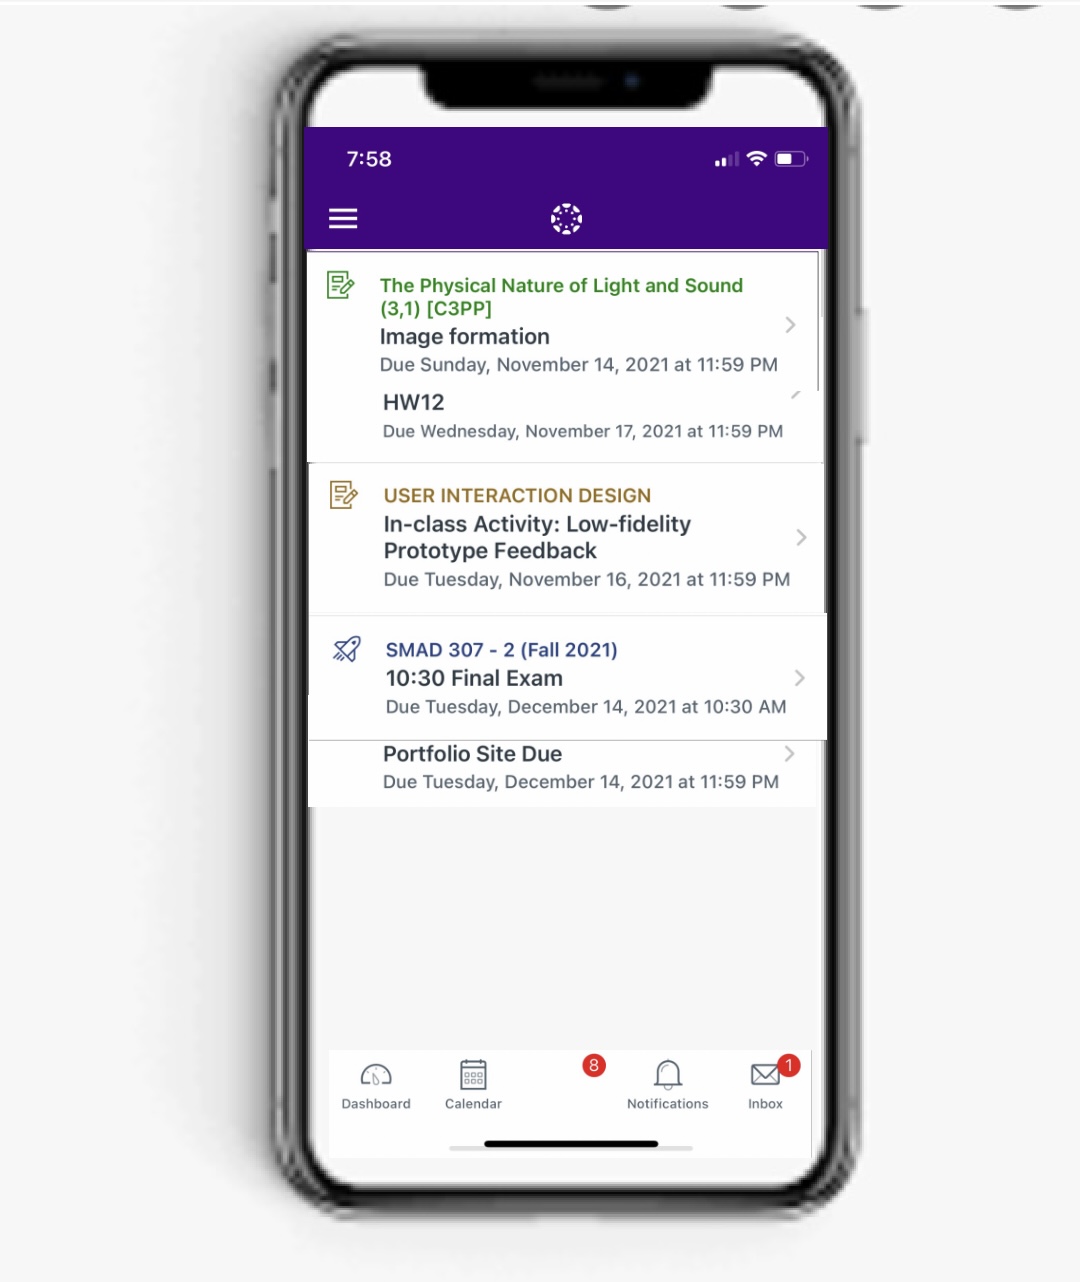 7:58
The Physical Nature of Light and Sound
(3,1) [C3PP]
Image formation
Due Sunday, November 14, 2021 at 11:59 PM
HW12
Due Wednesday, November 17, 2021 at 11:59 PM
USER INTERACTION DESIGN
In-class Activity: Low-fidelity
Prototype Feedback
Due Tuesday, November 16, 2021 at 11:59 PM
SMAD 307 - 2 (Fall 2021)
10:30 Final Exam
Due Tuesday, December 14, 2021 at 10:30 AM
Portfolio Site Due
Due Tuesday, December 14, 2021 at 11:59 PM
8
1
Dashboard
Calendar
Notifications
Inbox